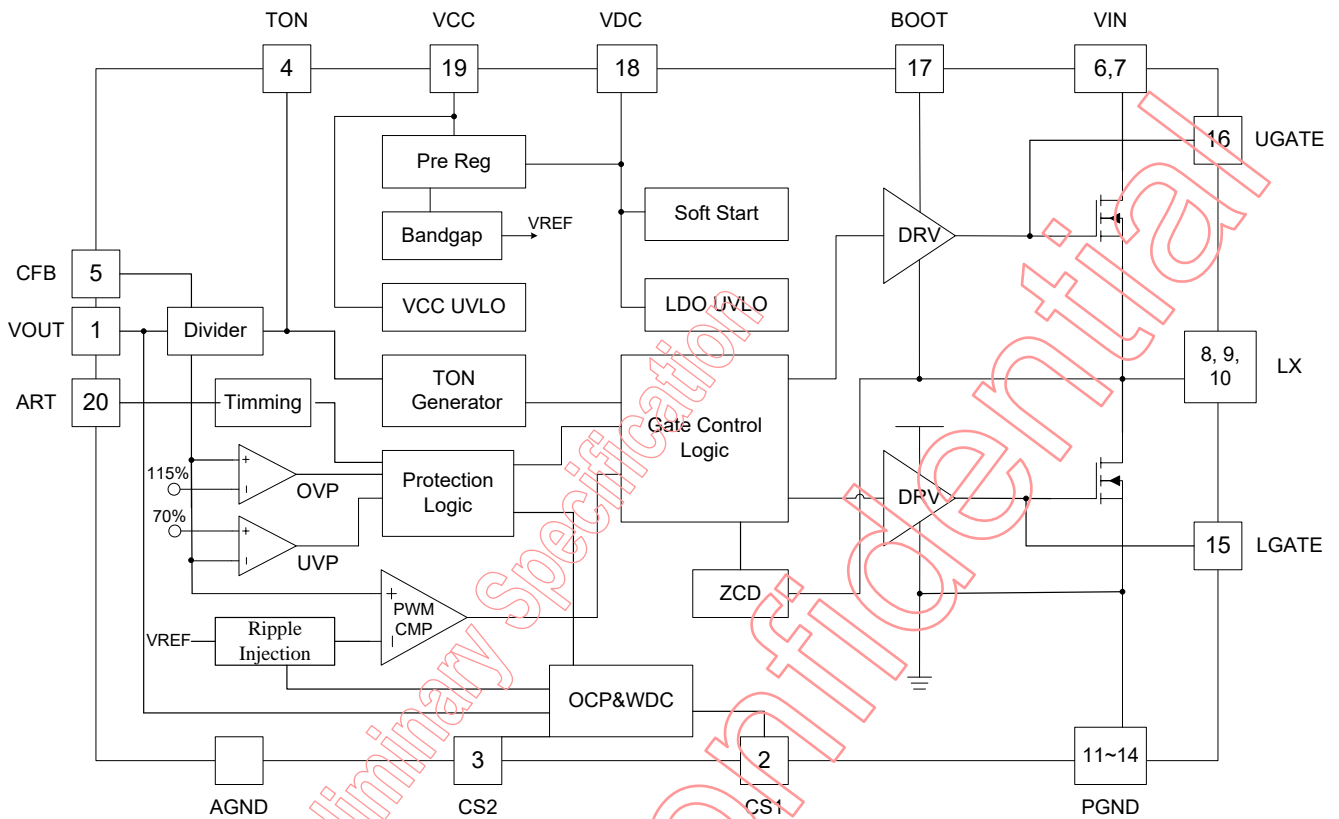 TON VCC VDC BOOT VIN
4 19 18 17 6,7
16 UGATE
Pre Reg
Soft Start
Bandgap VREF
DRV
CFB 5
VCC UVLO LDO UVLO
VOUT 1 Divider
8, 9,
10
LX
ART 20 Timming
TON
Generator
Gate Control
Logic
+
-
115%
OVP
Protection
Logic
DRV
70%
+
-
UVP
15 LGATE
ZCD
+
PWM
CMP
-
VREF
Ripple
Injection
OCP&WDC
3 2 11~14
AGND CS2 CS1 PGND
liminary Specification
onfidential